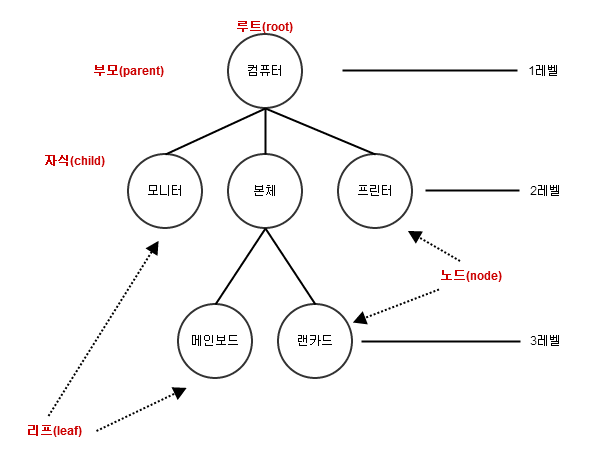 루트(root)
부모(parent)
컴퓨터
1레벨
자식(child)
모니터
본체
프린터
2레벨
노드(node)
메인보드
랜카드
3레벨
리프(leaf)